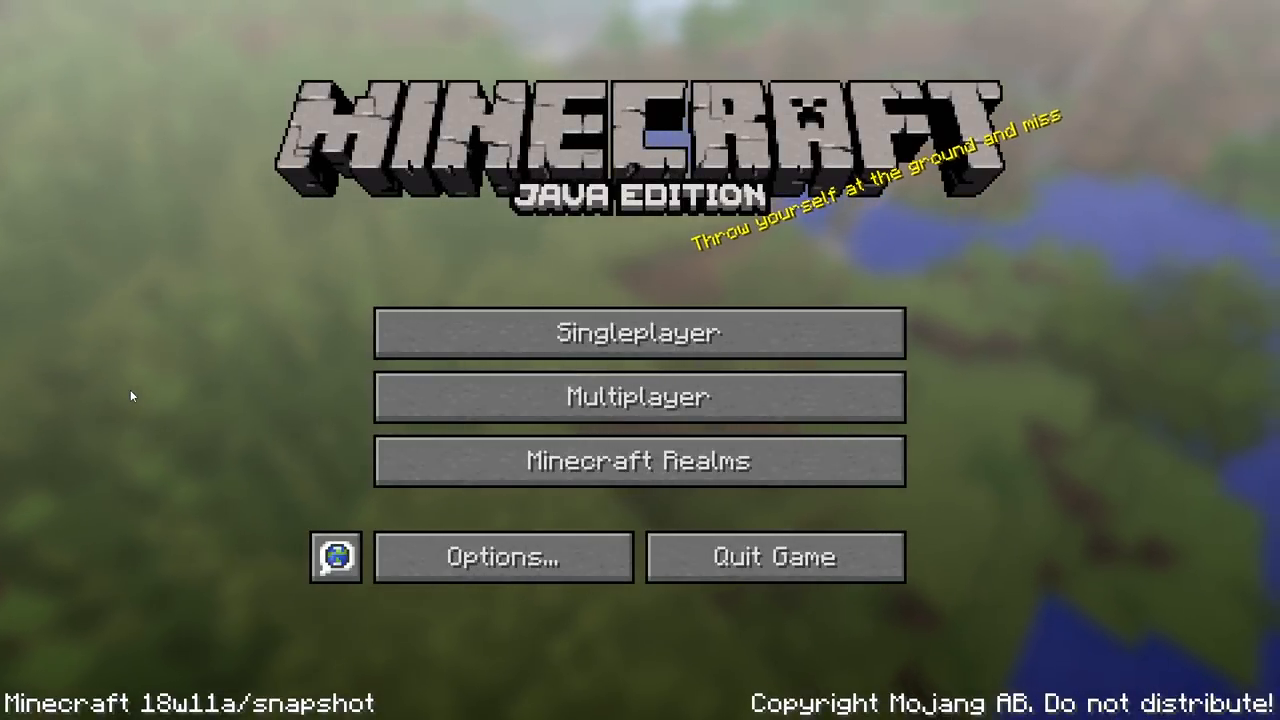 MINECRAFT
JAVA EDITION
Throw yourself at the ground and miss
Singleplayer
Multiplayer
Minecraft Realms
Options...
Quit Game
Minecraft 18w11a/snapshot
Copyright Mojang AB. Do not distribute!